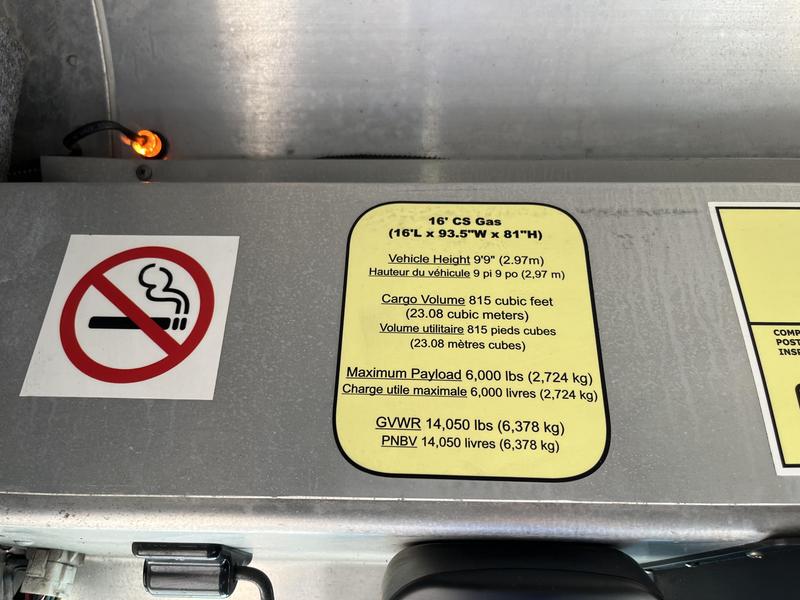 16' CS Gas
(16'L x 93.5"W x 81"H)
Vehicle Height 9'9" (2.97m)
Hauteur du véhicule 9 pi 9 po (2,97 m)
Cargo Volume 815 cubic feet
(23.08 cubic meters)
Volume utilitaire 815 pieds cubes
(23.08 mètres cubes)
Maximum Payload 6,000 lbs (2,724 kg)
Charge utile maximale 6,000 livres (2,724 kg)
GVWR 14,050 lbs (6,378 kg)
PNBV 14,050 livres (6,378 kg)